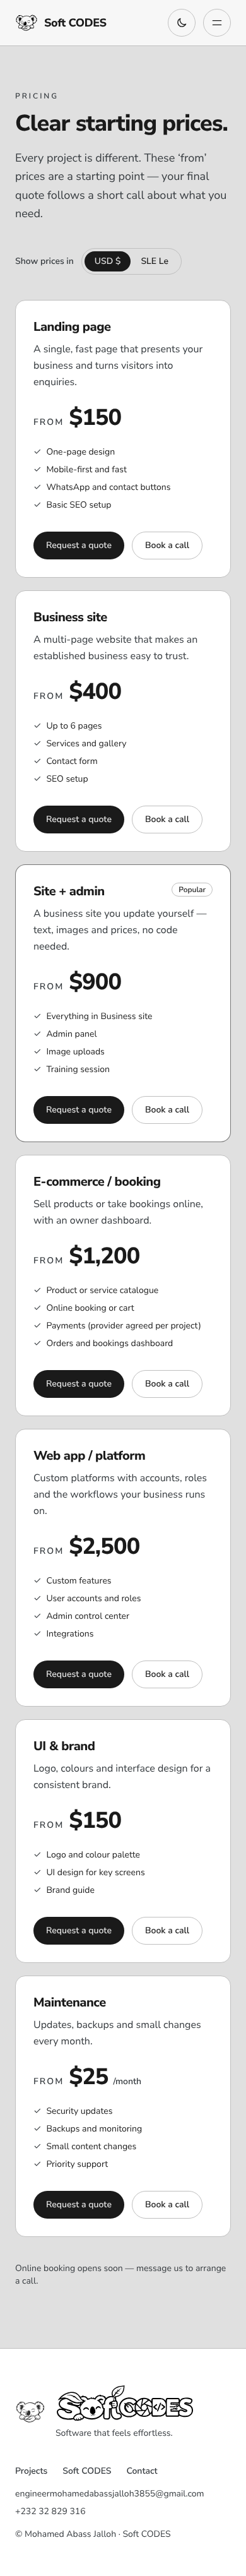 Soft CODES
PRICING
Clear starting prices.
Every project is different. These ‘from’
prices are a starting point — your final
quote follows a short call about what you
need.
Show prices in USD $ SLE Le
Landing page
A single, fast page that presents your
business and turns visitors into
enquiries.
FROM $150
One-page design
Mobile-first and fast
WhatsApp and contact buttons
Basic SEO setup
Request a quote Book a call
Business site
A multi-page website that makes an
established business easy to trust.
FROM $400
Up to 6 pages
Services and gallery
Contact form
SEO setup
Request a quote Book a call
Site + admin Popular
A business site you update yourself —
text, images and prices, no code
needed.
FROM $900
Everything in Business site
Admin panel
Image uploads
Training session
Request a quote Book a call
E-commerce / booking
Sell products or take bookings online,
with an owner dashboard.
FROM $1,200
Product or service catalogue
Online booking or cart
Payments (provider agreed per project)
Orders and bookings dashboard
Request a quote Book a call
Web app / platform
Custom platforms with accounts, roles
and the workflows your business runs
on.
FROM $2,500
Custom features
User accounts and roles
Admin control center
Integrations
Request a quote Book a call
UI & brand
Logo, colours and interface design for a
consistent brand.
FROM $150
Logo and colour palette
UI design for key screens
Brand guide
Request a quote Book a call
Maintenance
Updates, backups and small changes
every month.
FROM $25 /month
Security updates
Backups and monitoring
Small content changes
Priority support
Request a quote Book a call
Online booking opens soon — message us to arrange
a call.
Soft CODES
Software that feels effortless.
Projects Soft CODES Contact
engineermohamedabassjalloh3855@gmail.com
+232 32 829 316
© Mohamed Abass Jalloh · Soft CODES